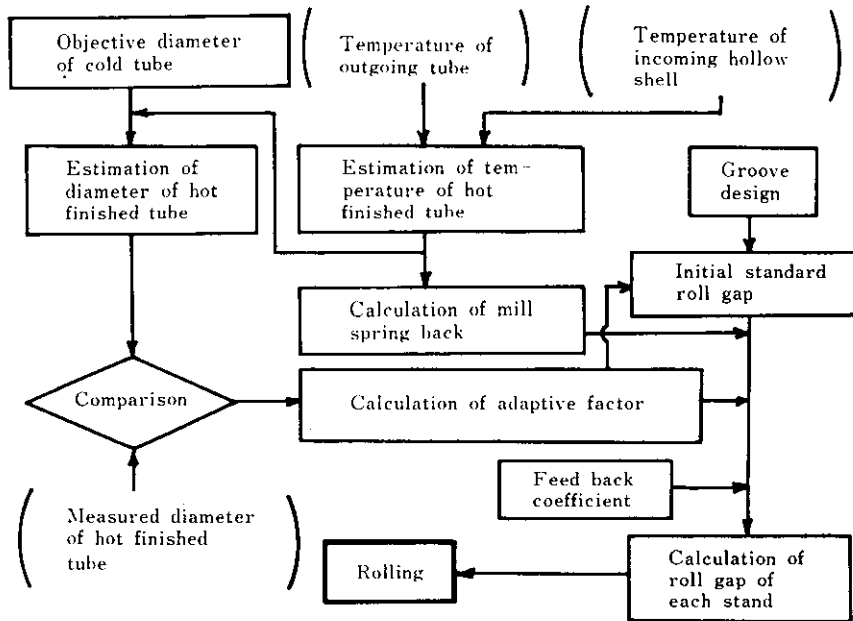 Objective diameter
of cold tube
Temperature of
outgoing tube
Temperature of
incoming hollow
shell
Estimation of
diameter of hot
finished tube
Estimation of tem-
perature of hot
finished tube
Groove
design
Initial standard
roll gap
Calculation of mill
spring back
Comparison
Calculation of adaptive factor
Feed back
coefficient
Measured diameter
of hot finished
tube
Rolling
Calculation of
roll gap of
each stand